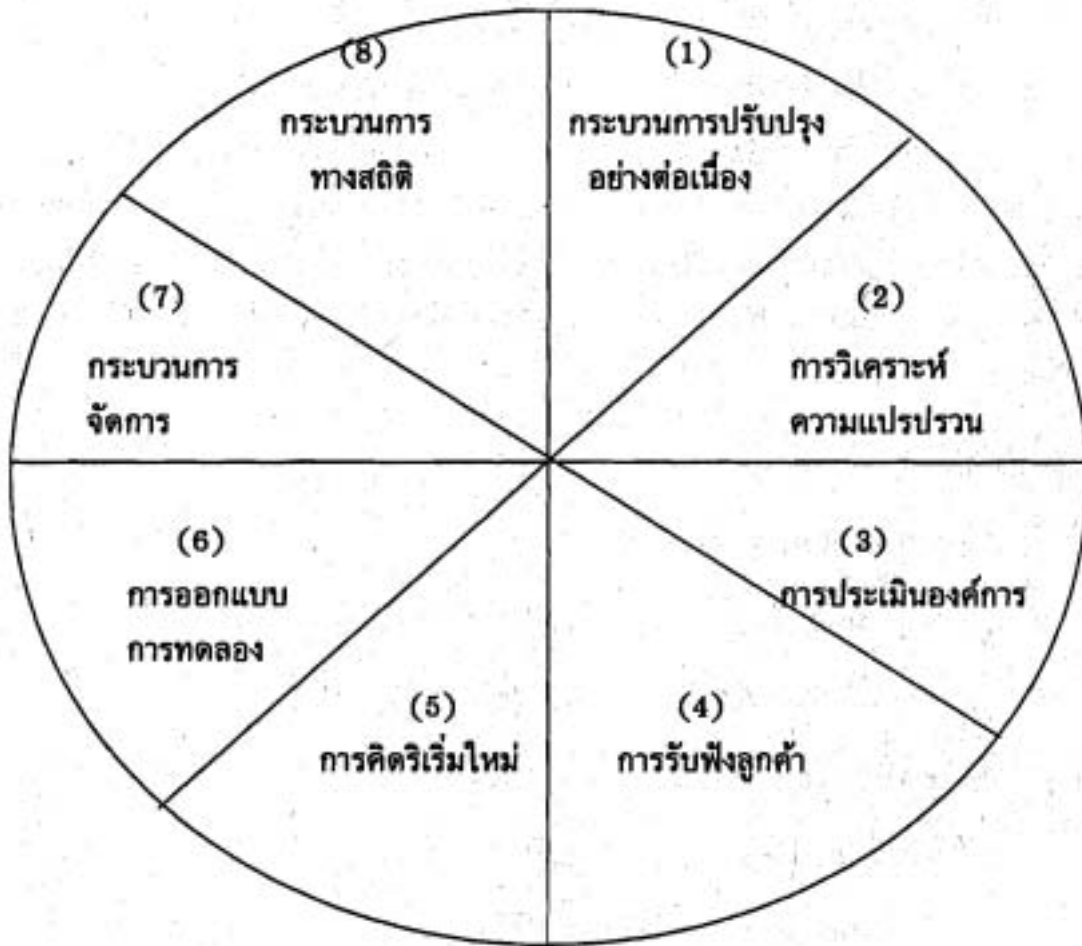 (1)
กระบวนการปรับปรุง
อย่างต่อเนื่อง
(2)
การวิเคราะห์
ความแปรปรวน
(3)
การประเมินองค์การ
(4)
การรับฟังลูกค้า
(5)
การคิดริเริ่มใหม่
(6)
การออกแบบ
การทดลอง
(7)
กระบวนการ
จัดการ
(8)
กระบวนการ
ทางสถิติ